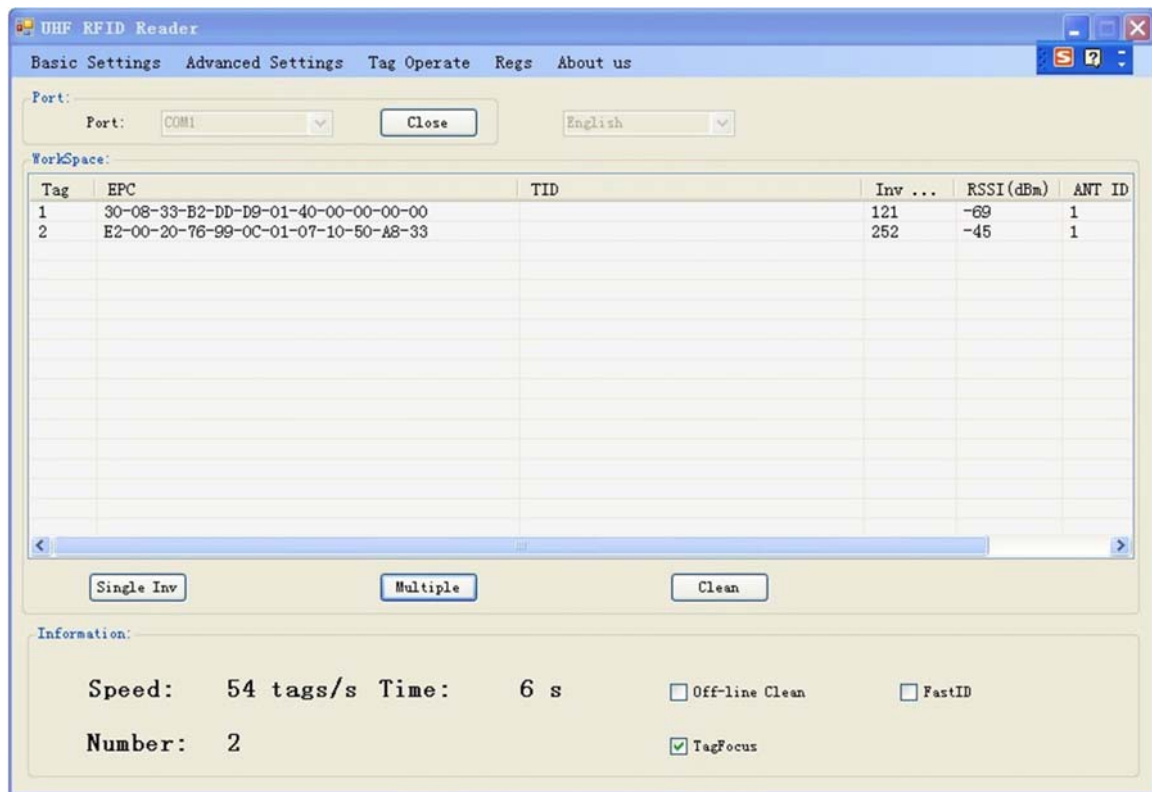 UHF RFID Reader
Basic Settings Advanced Settings Tag Operate Regs About us
Port:
Port: COM1 Close English
WorkSpace:
Tag EPC TID Inv ... RSSI(dBm) ANT ID
1 30-08-33-B2-DD-D9-01-40-00-00-00-00 121 -69 1
2 E2-00-20-76-99-0C-01-07-10-50-A8-33 252 -45 1
Single Inv Multiple Clean
Information:
Speed: 54 tags/s Time: 6 s Off-line Clean FastID
Number: 2 TagFocus